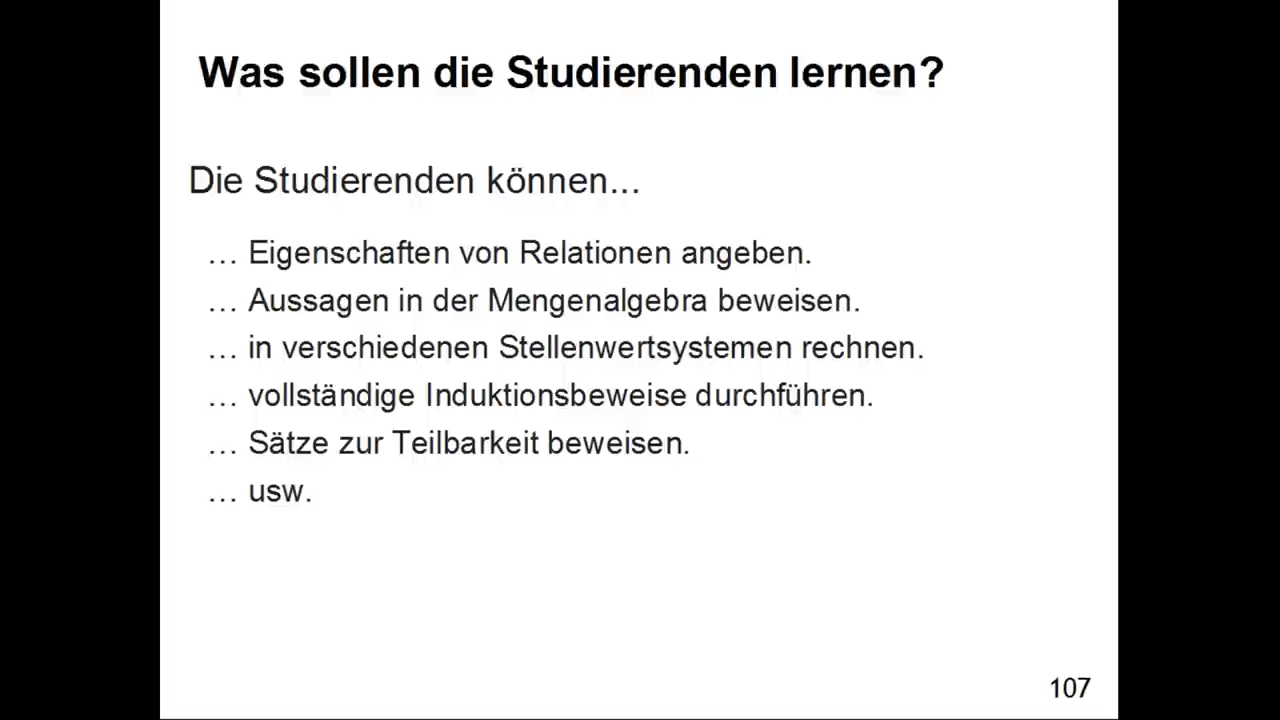 Was sollen die Studierenden lernen?
Die Studierenden können...
… Eigenschaften von Relationen angeben.
… Aussagen in der Mengenalgebra beweisen.
… in verschiedenen Stellenwertsystemen rechnen.
… vollständige Induktionsbeweise durchführen.
… Sätze zur Teilbarkeit beweisen.
… usw.
107